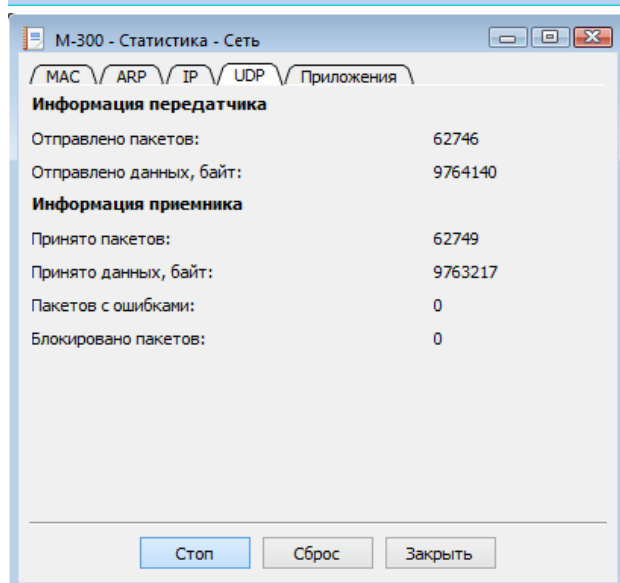 М-300 - Статистика - Сеть
MAC ARP IP UDP Приложения
Информация передатчика
Отправлено пакетов: 62746
Отправлено данных, байт: 9764140
Информация приемника
Принято пакетов: 62749
Принято данных, байт: 9763217
Пакетов с ошибками: 0
Блокировано пакетов: 0
Стоп Сброс Закрыть